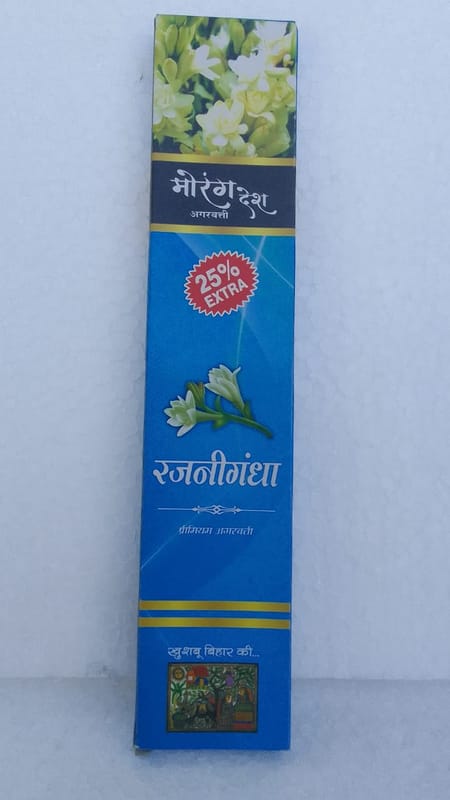 मोरंग देश
अगरबत्ती
25%
EXTRA
रजनीगंधा
प्रीमियम अगरबत्ती
खुशबू बिहार की...